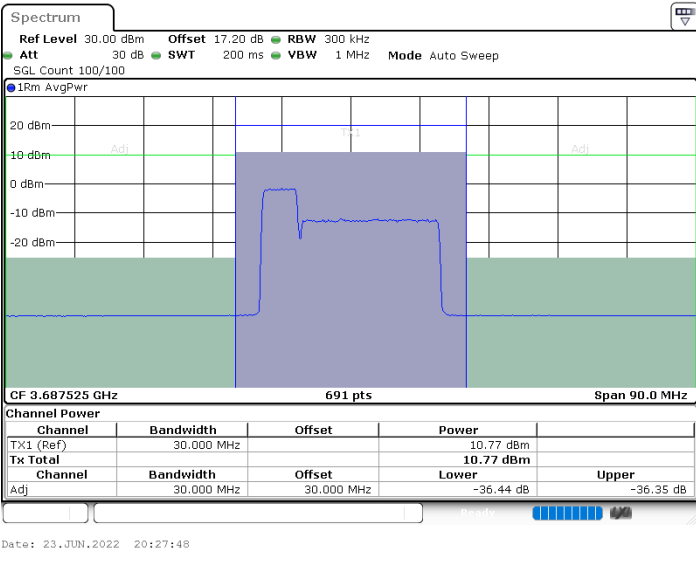 Spectrum
Ref Level 30.00 dBm Offset 17.20 dB RBW 300 kHz
Att 30 dB SWT 200 ms VBW 1 MHz Mode Auto Sweep
SGL Count 100/100
1Rm AvgPwr
20 dBm
TX1
10 dBm Adj Adj
0 dBm
-10 dBm
-20 dBm
CF 3.687525 GHz 691 pts Span 90.0 MHz
Channel Power
Channel Bandwidth Offset Power
TX1 (Ref) 30.000 MHz 10.77 dBm
Tx Total 10.77 dBm
Channel Bandwidth Offset Lower Upper
Adj 30.000 MHz 30.000 MHz -36.44 dB -36.35 dB
Ready
Date: 23.JUN.2022 20:27:48